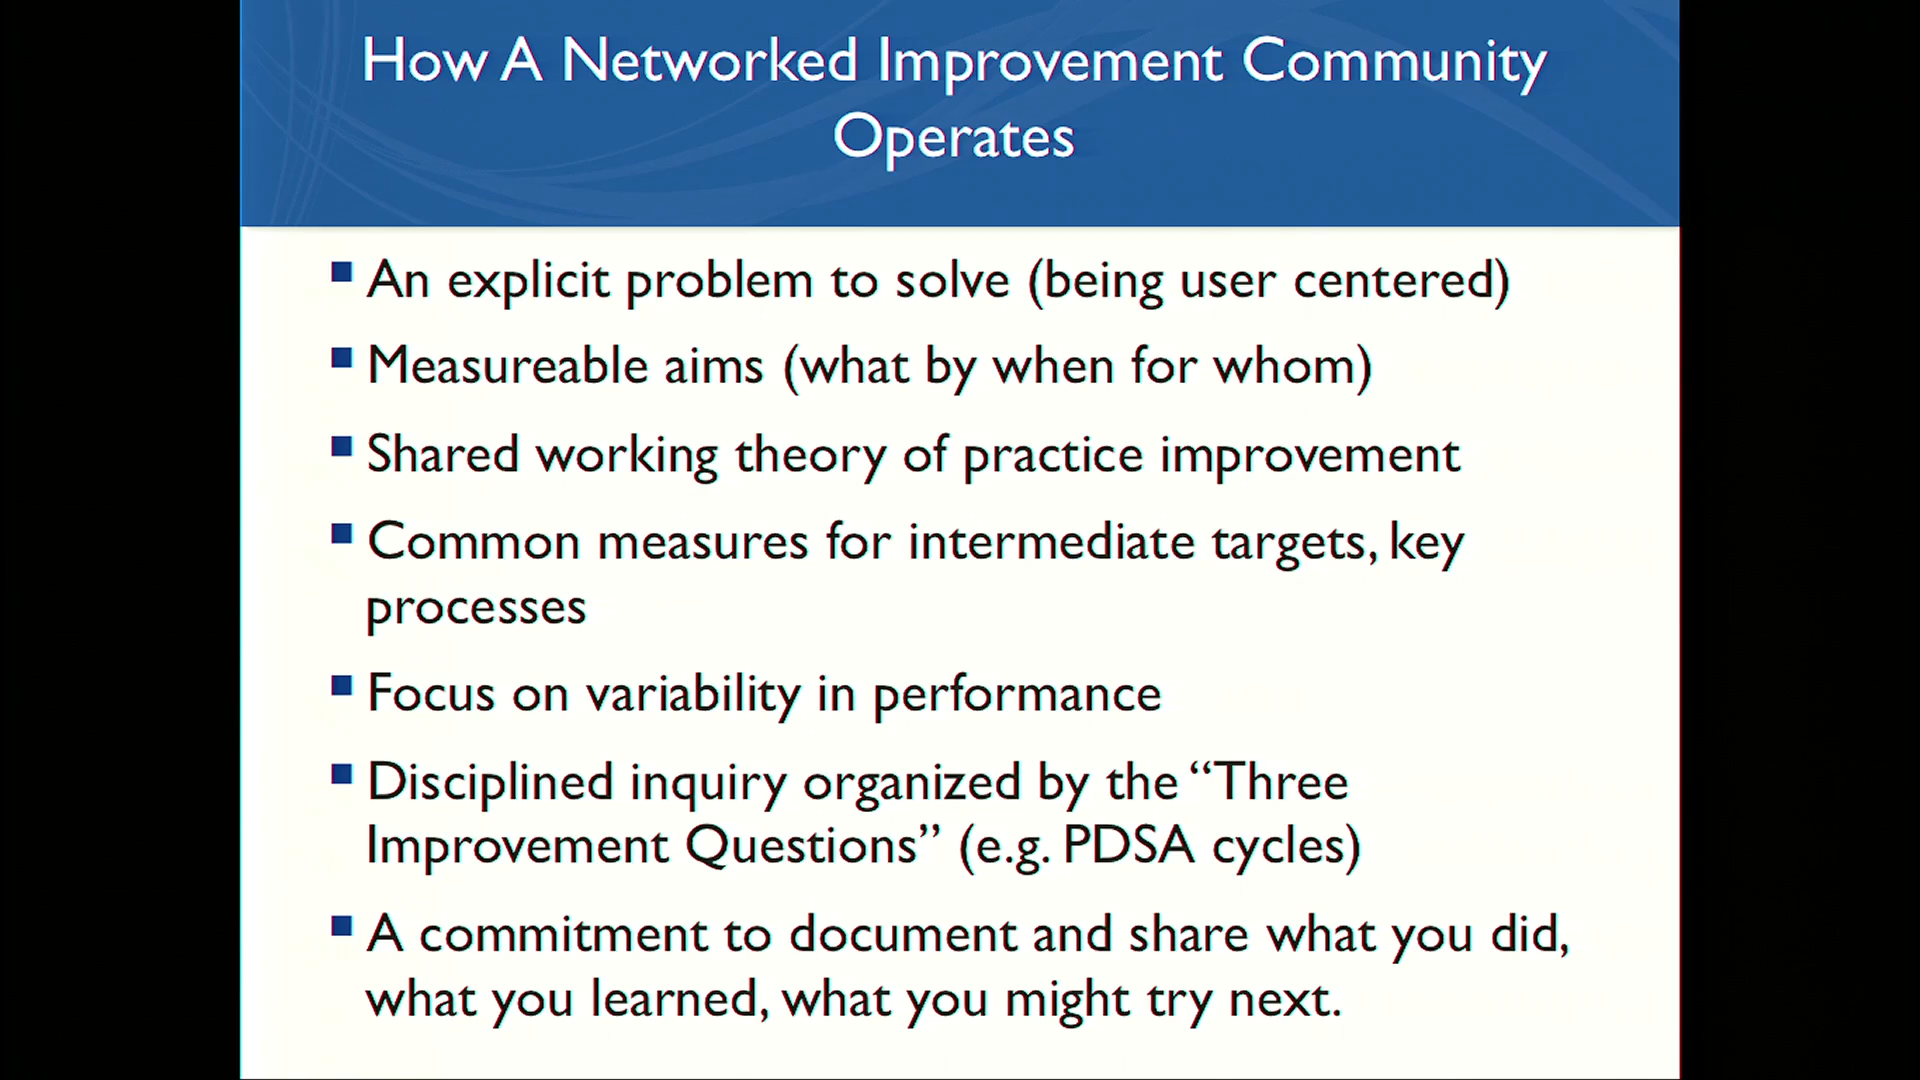 How A Networked Improvement Community
Operates
An explicit problem to solve (being user centered)
Measureable aims (what by when for whom)
Shared working theory of practice improvement
Common measures for intermediate targets, key
processes
Focus on variability in performance
Disciplined inquiry organized by the “Three
Improvement Questions” (e.g. PDSA cycles)
A commitment to document and share what you did,
what you learned, what you might try next.